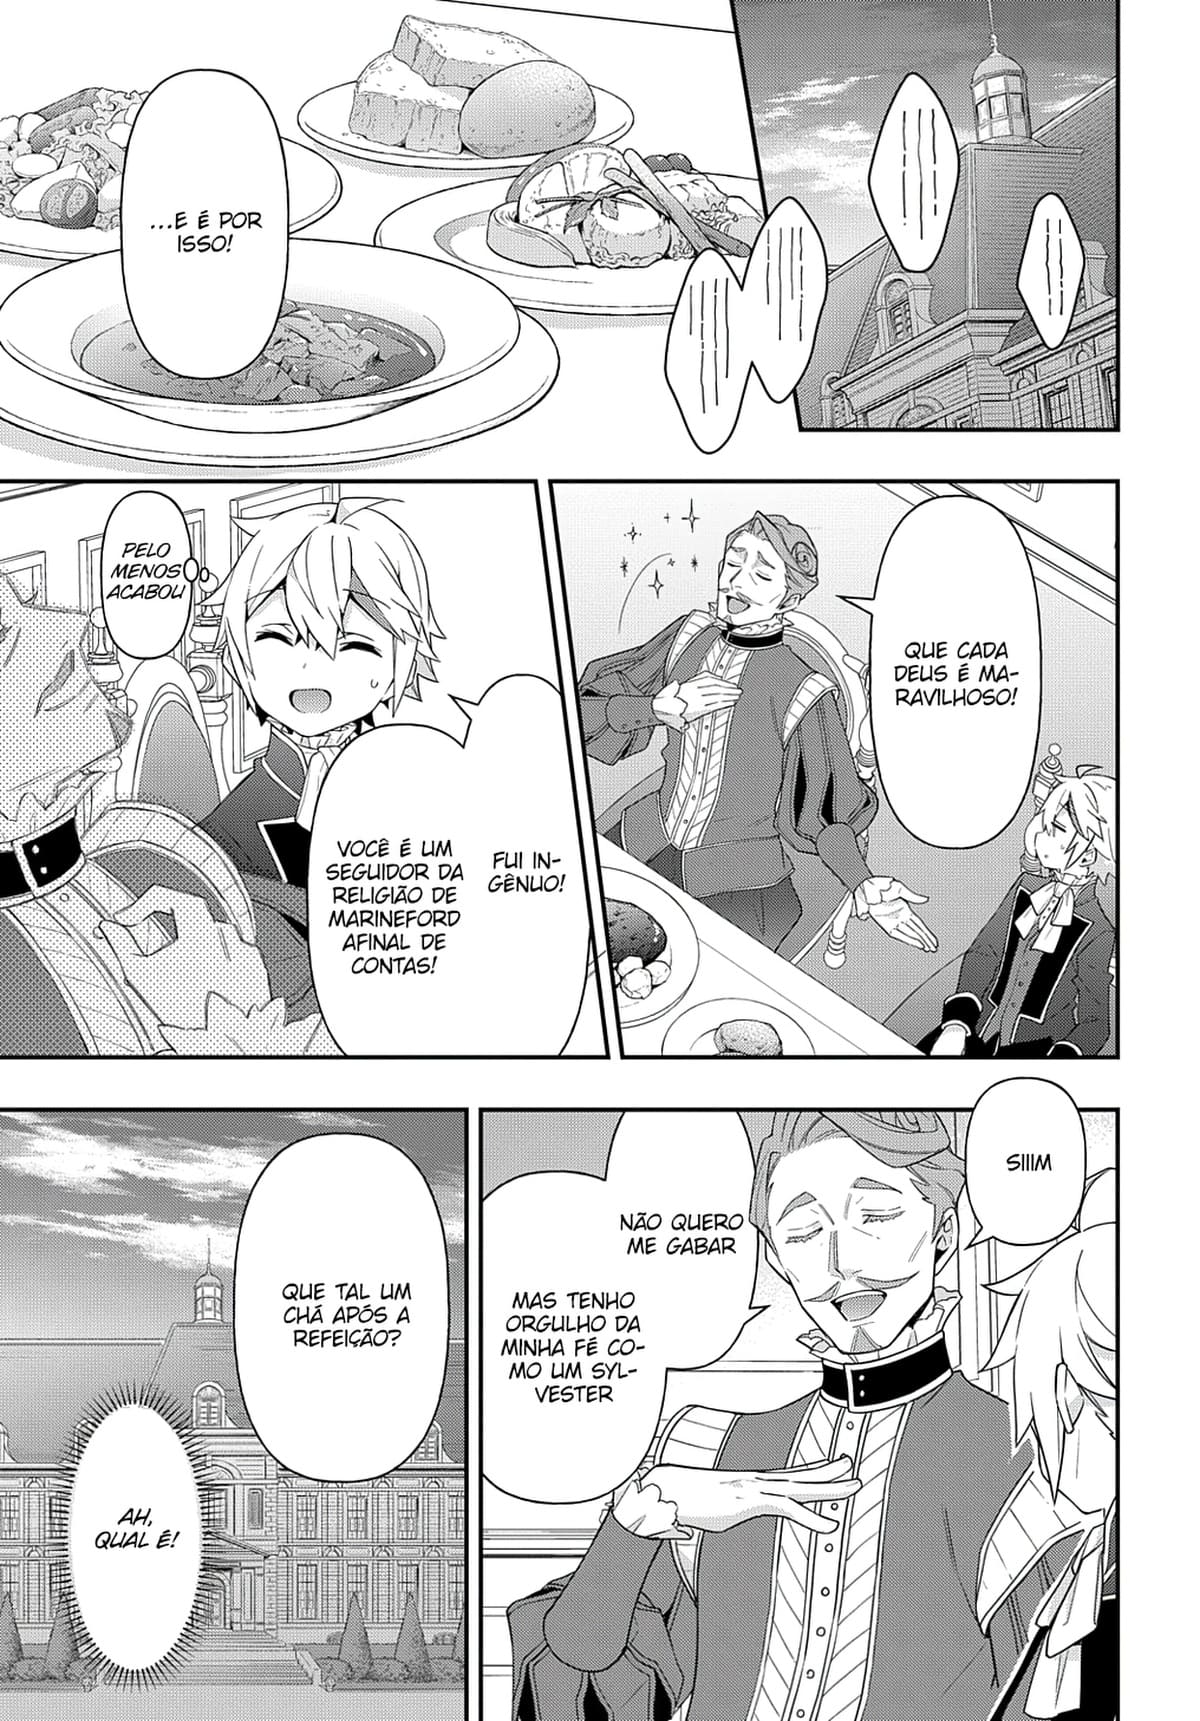 ...E É POR
ISSO!
QUE CADA
DEUS É MA-
RAVILHOSO!
FUI IN-
GÊNUO!
VOCÊ É UM
SEGUIDOR DA
RELIGIÃO DE
MARINEFORD
AFINAL DE
CONTAS!
PELO
MENOS
ACABOU
SIIIM
NÃO QUERO
ME GABAR
MAS TENHO
ORGULHO DA
MINHA FÉ CO-
MO UM SYL-
VESTER
QUE TAL UM
CHÁ APÓS A
REFEIÇÃO?
AH,
QUAL É!